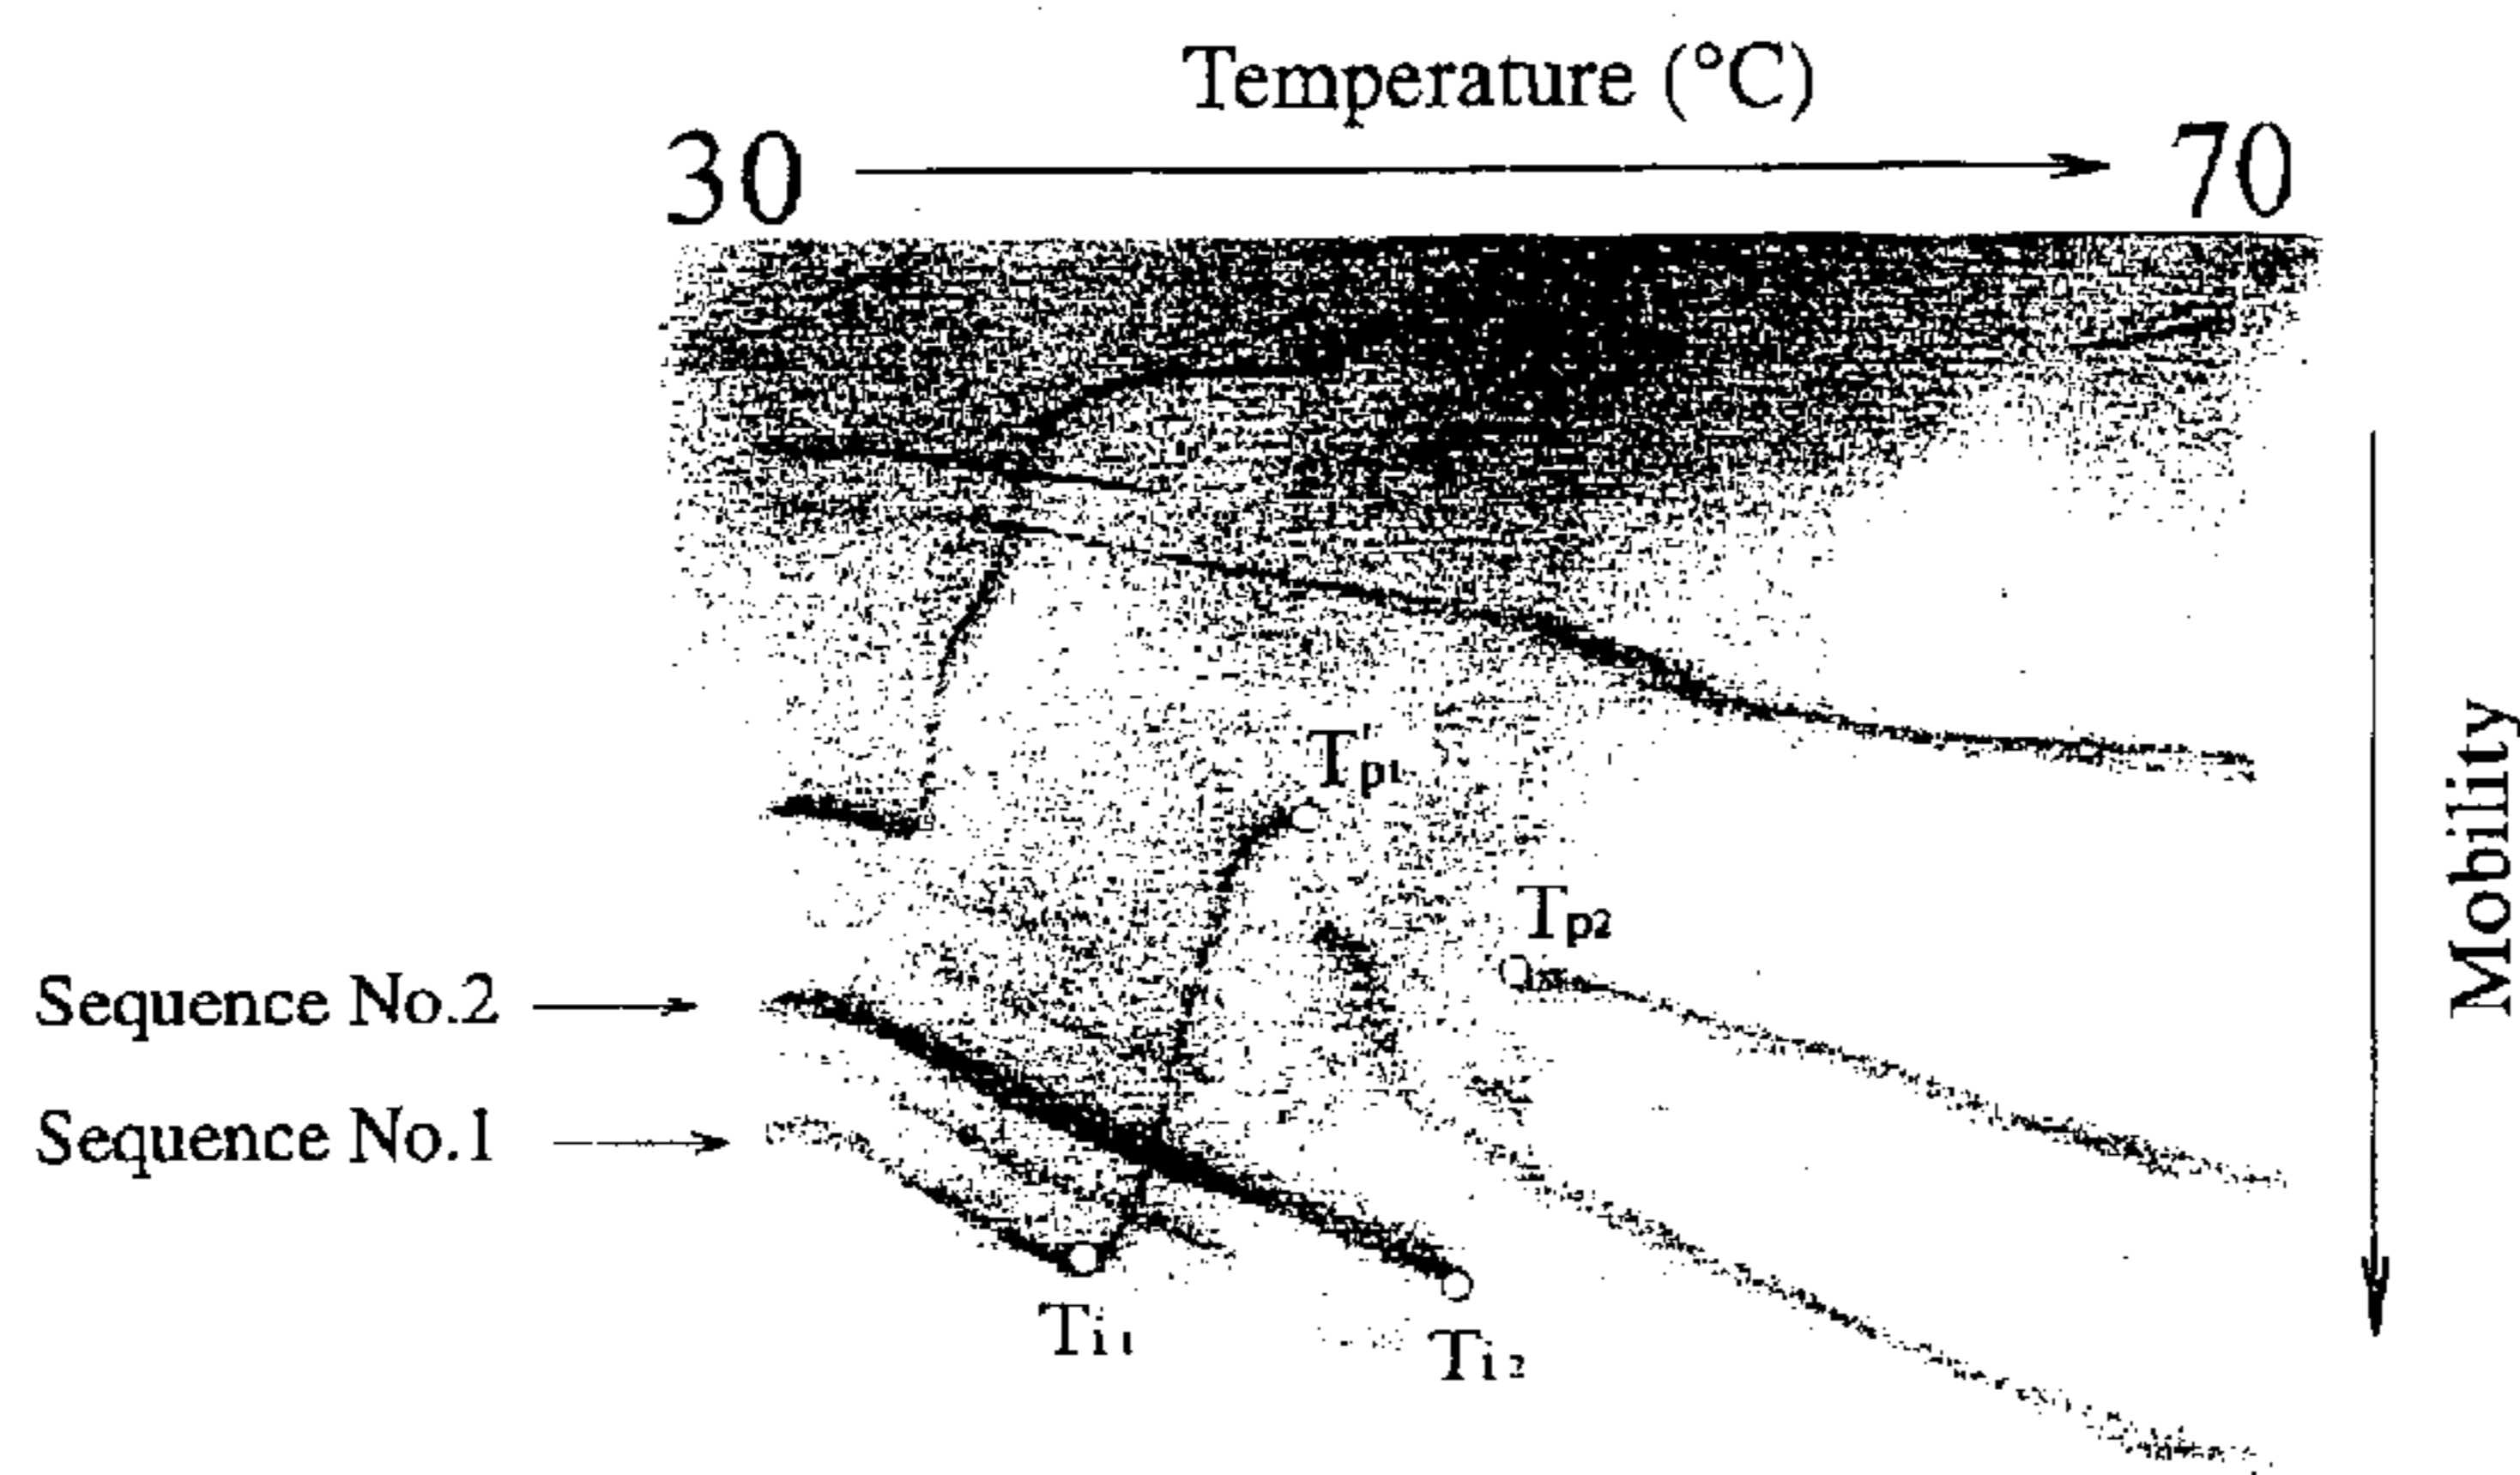 Temperature (°C)
30
70
Tp1
Tp2
Mobility
Sequence No.2
Sequence No.1
Ti1
Ti2